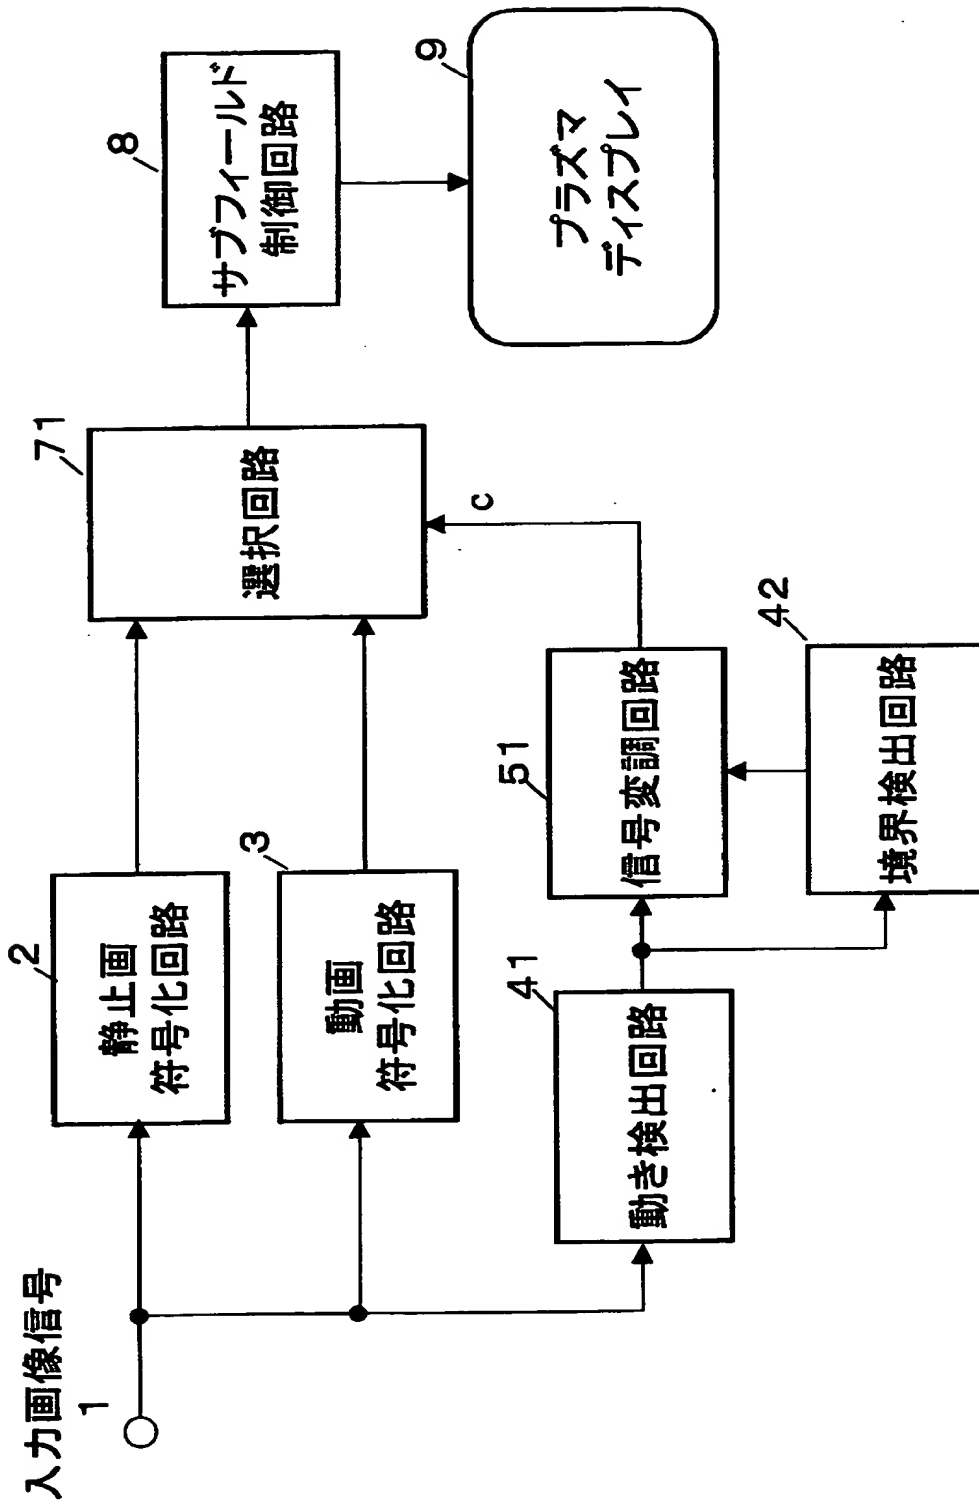 入力画像信号
1
2
静止画
符号化回路
3
動画
符号化回路
41
動き検出回路
51
信号変調回路
42
境界検出回路
c
71
選択回路
8
サブフィールド
制御回路
9
プラズマ
ディスプレイ